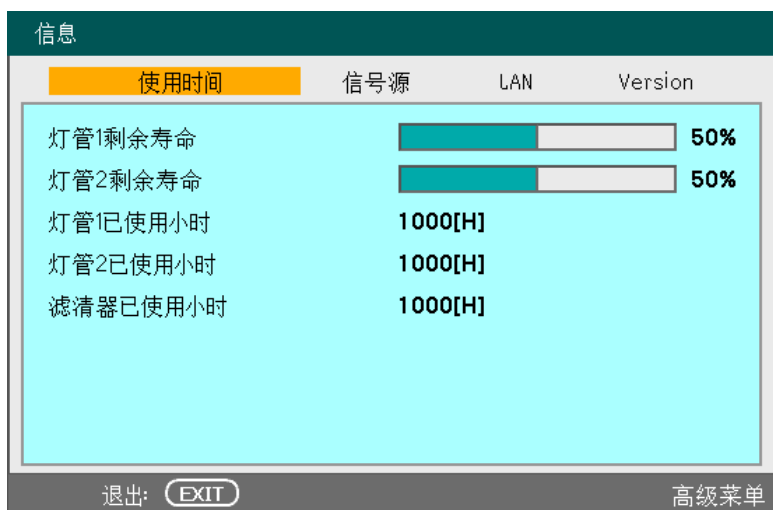 信息
使用时间 信号源 LAN Version
灯管1剩余寿命 50%
灯管2剩余寿命 50%
灯管1已使用小时 1000[H]
灯管2已使用小时 1000[H]
滤清器已使用小时 1000[H]
退出: EXIT 高级菜单